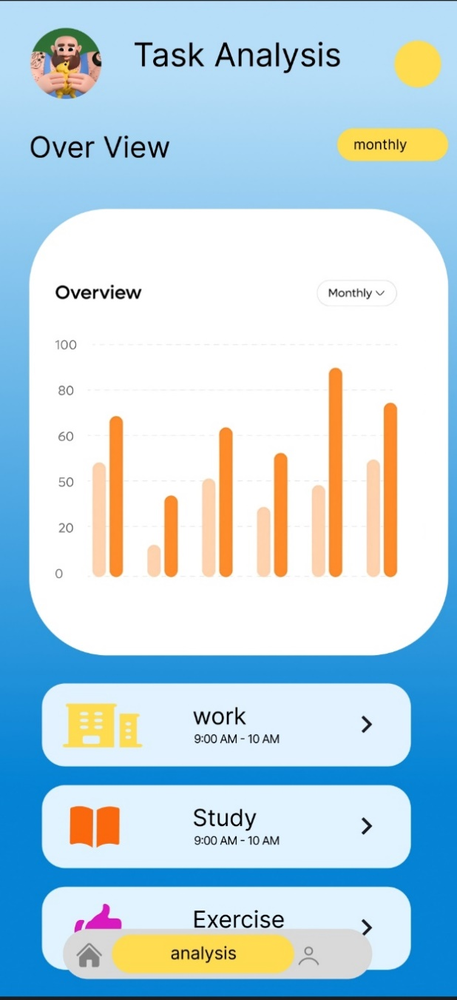 Task Analysis
Over View
monthly
Overview
Monthly
100
80
60
50
20
0
work
9:00 AM - 10 AM
Study
9:00 AM - 10 AM
Exercise
analysis